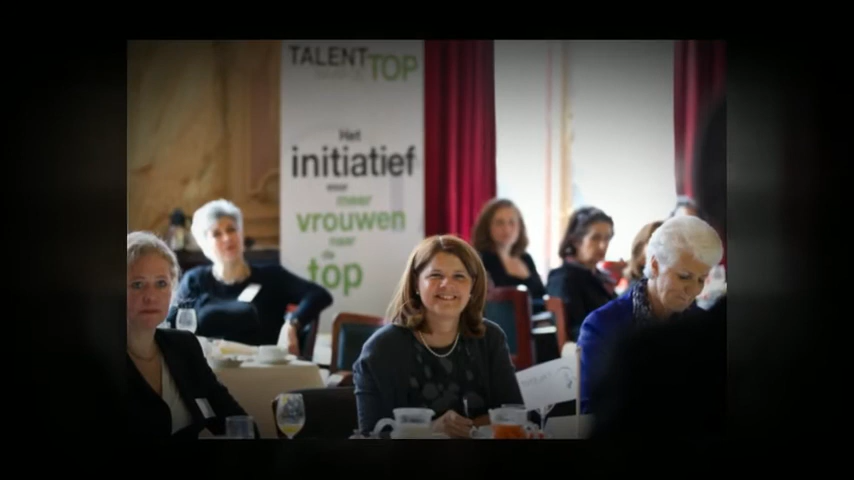 TALENT
TOP
Het
initiatief
voor
meer
vrouwen
naar
de
top